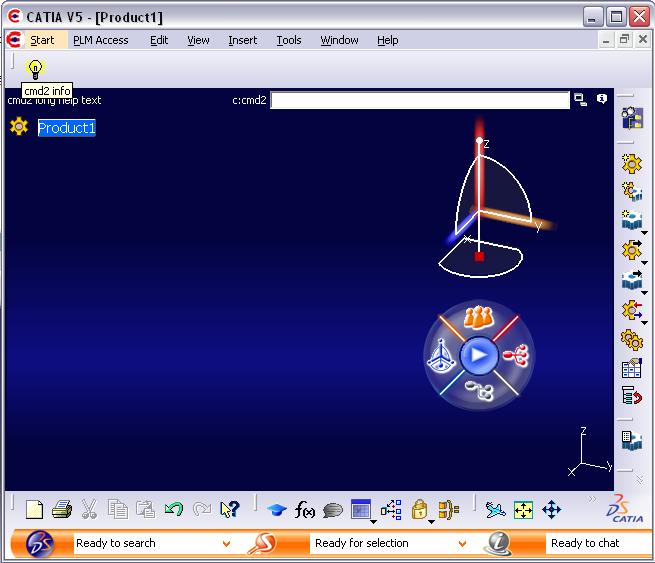 CATIA V5 - [Product1]
Start PLM Access Edit View Insert Tools Window Help
cmd2 info
cmd2 long help text c:cmd2
Product1
z
y
x
z
y
x
f(x)
CATIA
Ready to search Ready for selection Ready to chat